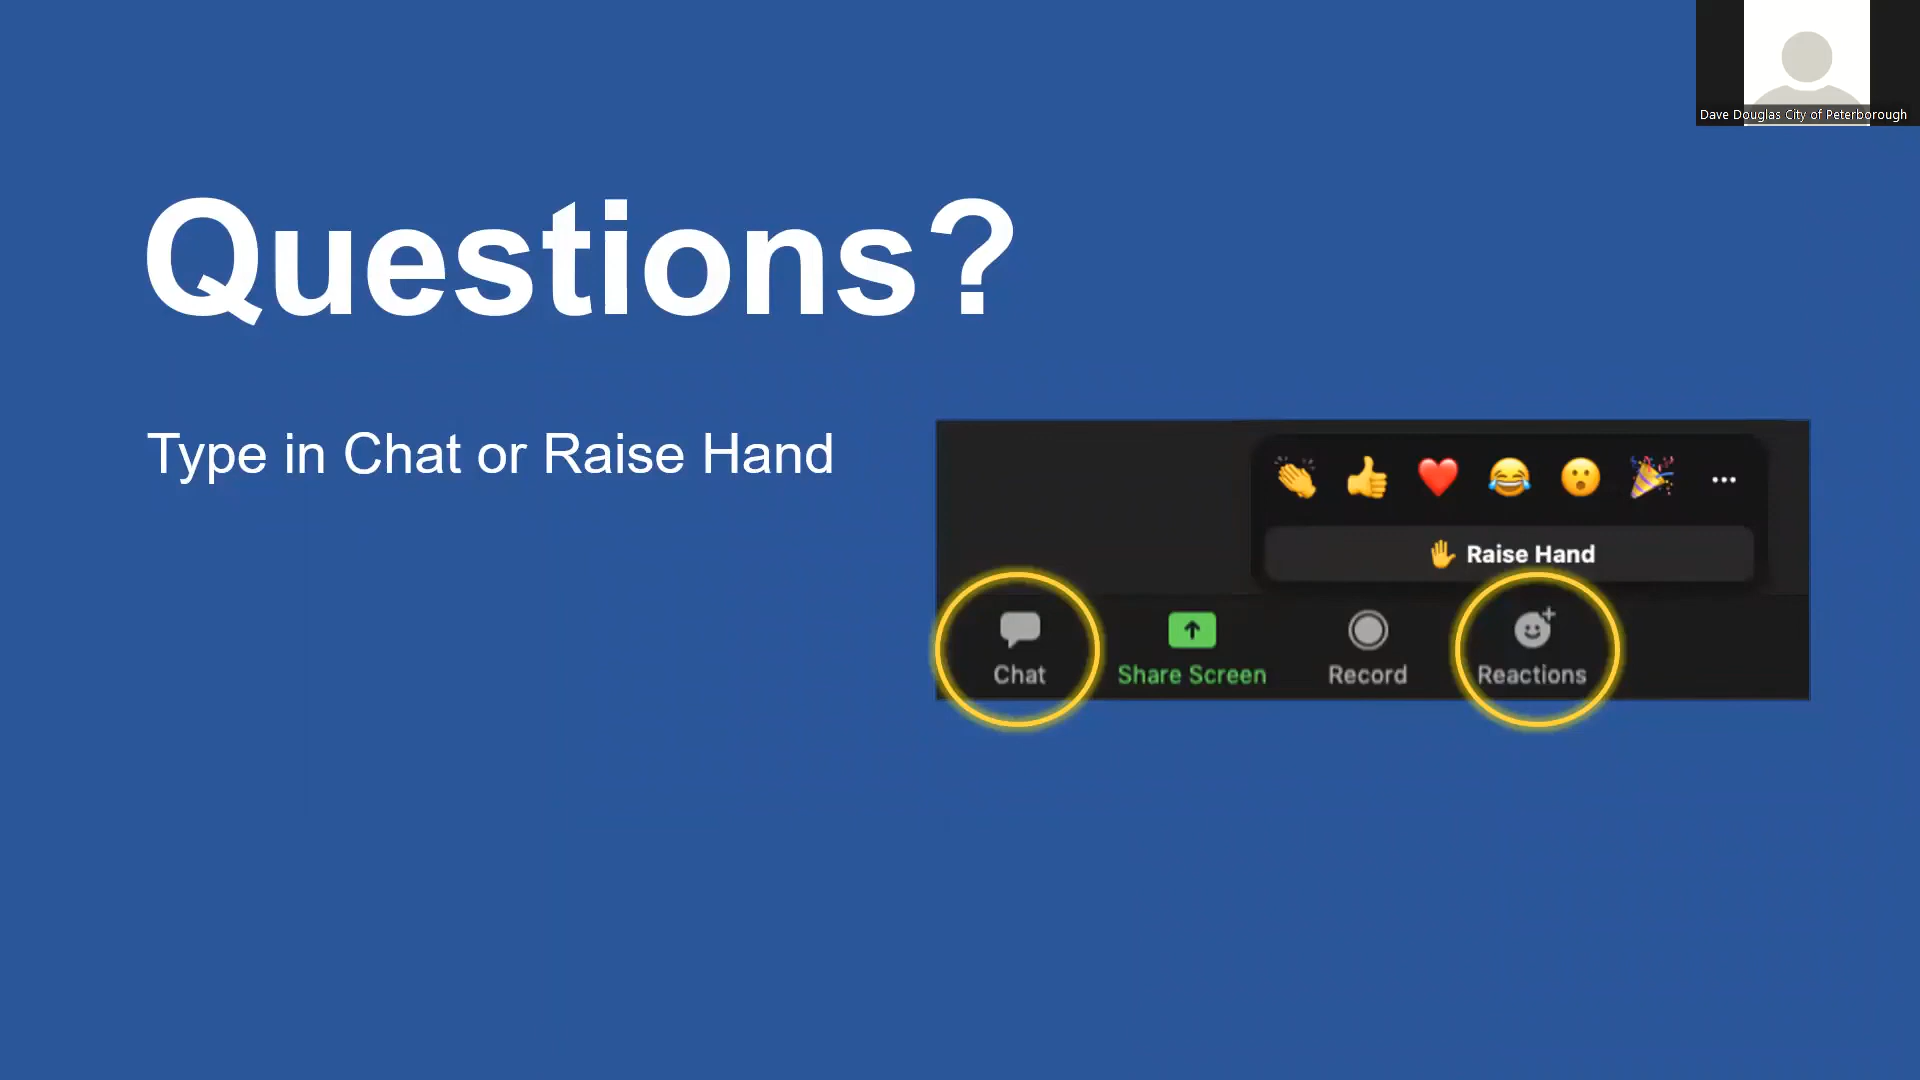 Dave Douglas City of Peterborough
Questions?
Type in Chat or Raise Hand
Raise Hand
Chat
Share Screen
Record
Reactions